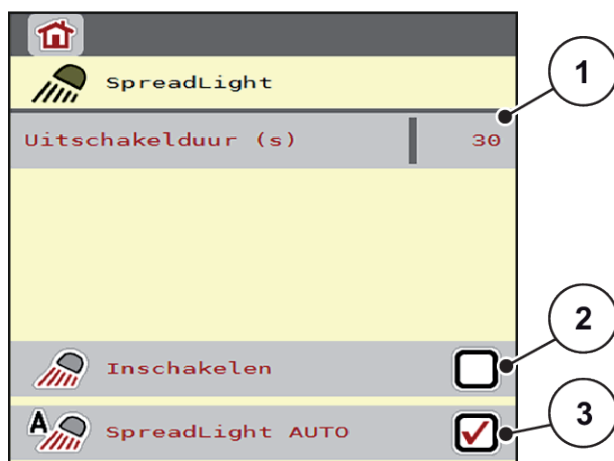 SpreadLight
1
Uitschakelduur (s) 30
2
Inschakelen
3
A
SpreadLight AUTO